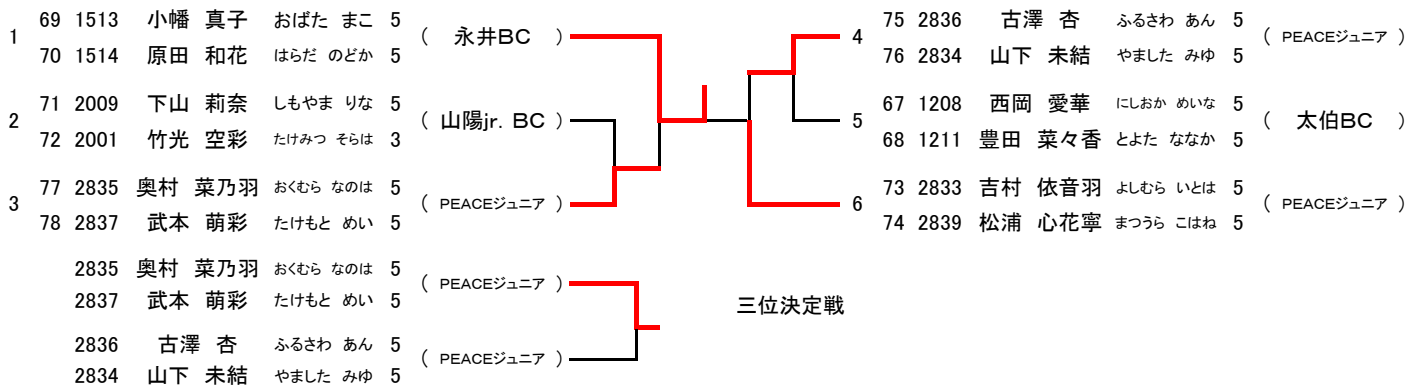 69 1513 小幡 真子 おばた まこ 5
1 ( 永井BC )
70 1514 原田 和花 はらだ のどか 5
71 2009 下山 莉奈 しもやま りな 5
2 ( 山陽jr. BC )
72 2001 竹光 空彩 たけみつ そらは 3
77 2835 奥村 菜乃羽 おくむら なのは 5
3 ( PEACEジュニア )
78 2837 武本 萌彩 たけもと めい 5
75 2836 古澤 杏 ふるさわ あん 5
4 ( PEACEジュニア )
76 2834 山下 未結 やました みゆ 5
67 1208 西岡 愛華 にしおか めいな 5
5 ( 太伯BC )
68 1211 豊田 菜々香 とよた ななか 5
73 2833 吉村 依音羽 よしむら いとは 5
6 ( PEACEジュニア )
74 2839 松浦 心花寧 まつうら こはね 5
2835 奥村 菜乃羽 おくむら なのは 5
( PEACEジュニア )
2837 武本 萌彩 たけもと めい 5
三位決定戦
2836 古澤 杏 ふるさわ あん 5
( PEACEジュニア )
2834 山下 未結 やました みゆ 5